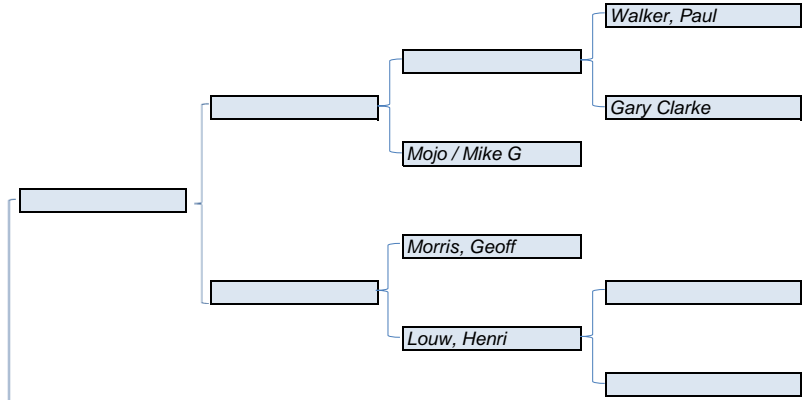 Walker, Paul
Gary Clarke
Mojo / Mike G
Morris, Geoff
Louw, Henri